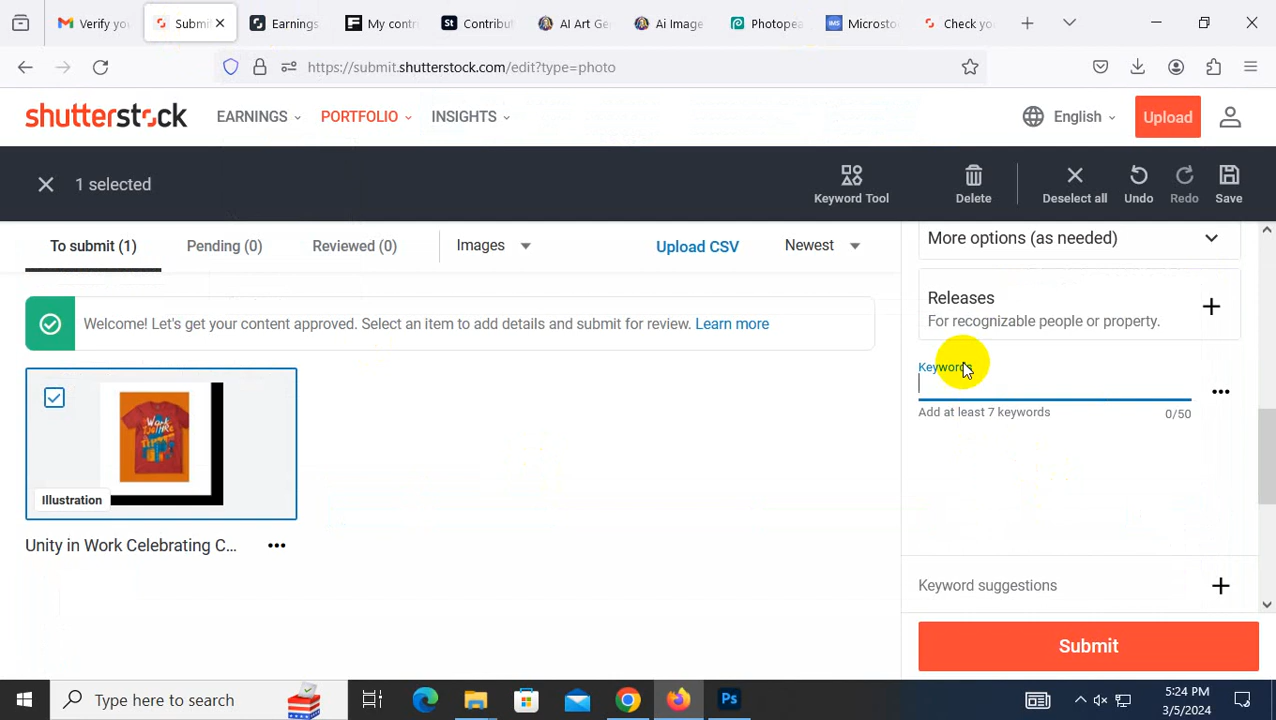 Verify yo
Submit
Earnings
My contri
Contribut
AI Art Ge
Ai Image
Photopea
Microsto
Check yo
https://submit.shutterstock.com/edit?type=photo
shutterstock
EARNINGS
PORTFOLIO
INSIGHTS
English
Upload
1 selected
Keyword Tool
Delete
Deselect all
Undo
Redo
Save
To submit (1)
Pending (0)
Reviewed (0)
Images
Upload CSV
Newest
More options (as needed)
Welcome! Let's get your content approved. Select an item to add details and submit for review. Learn more
Releases
For recognizable people or property.
Keywords
Add at least 7 keywords
0/50
Work
Illustration
Unity in Work Celebrating C...
Keyword suggestions
Submit
Type here to search
5:24 PM
3/5/2024